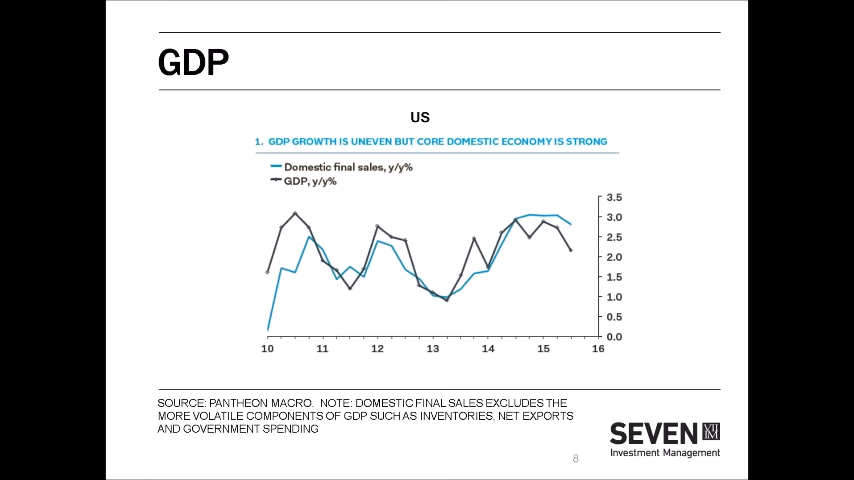 GDP
US
1. GDP GROWTH IS UNEVEN BUT CORE DOMESTIC ECONOMY IS STRONG
Domestic final sales, y/y%
GDP, y/y%
3.5
3.0
2.5
2.0
1.5
1.0
0.5
0.0
10 11 12 13 14 15 16
SOURCE: PANTHEON MACRO. NOTE: DOMESTIC FINAL SALES EXCLUDES THE
MORE VOLATILE COMPONENTS OF GDP SUCH AS INVENTORIES, NET EXPORTS
AND GOVERNMENT SPENDING
SEVEN VII IM
Investment Management
8